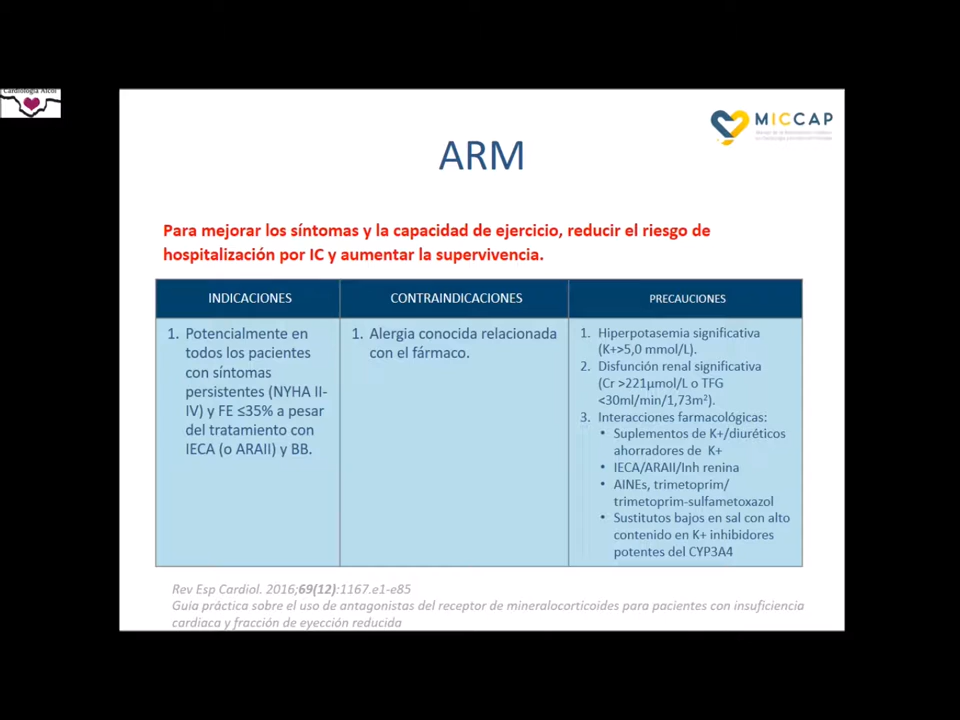 Cardiología Alcoi
MICCAP
ARM
Para mejorar los síntomas y la capacidad de ejercicio, reducir el riesgo de
hospitalización por IC y aumentar la supervivencia.
INDICACIONES
1. Potencialmente en
todos los pacientes
con síntomas
persistentes (NYHA II-
IV) y FE ≤35% a pesar
del tratamiento con
IECA (o ARAII) y BB.
CONTRAINDICACIONES
1. Alergia conocida relacionada
con el fármaco.
PRECAUCIONES
1. Hiperpotasemia significativa
(K+>5,0 mmol/L).
2. Disfunción renal significativa
(Cr >221µmol/L o TFG
<30ml/min/1,73m²).
3. Interacciones farmacológicas:
• Suplementos de K+/diuréticos
ahorradores de K+
• IECA/ARAII/Inh renina
• AINEs, trimetoprim/
trimetoprim-sulfametoxazol
• Sustitutos bajos en sal con alto
contenido en K+ inhibidores
potentes del CYP3A4
Rev Esp Cardiol. 2016;69(12):1167.e1-e85
Guía práctica sobre el uso de antagonistas del receptor de mineralocorticoides para pacientes con insuficiencia
cardiaca y fracción de eyección reducida